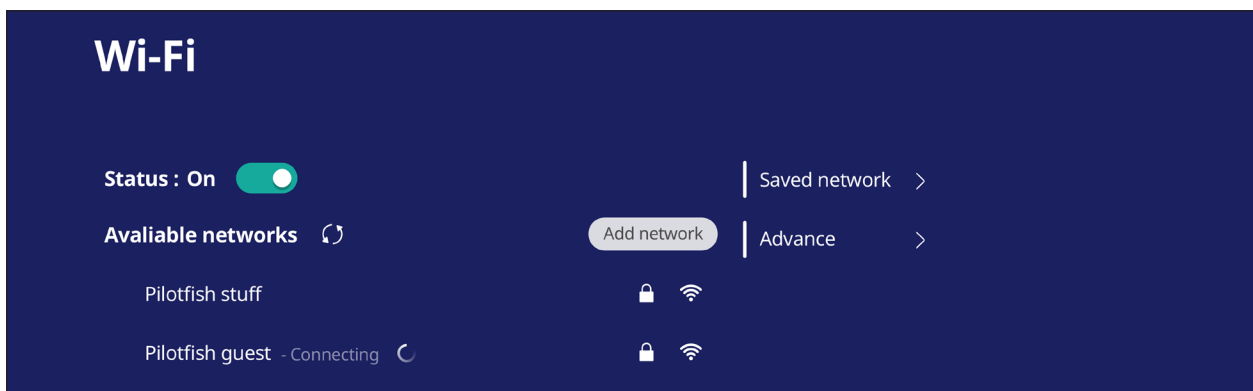 Wi-Fi
Status : On
Saved network
Avaliable networks
Add network
Advance
Pilotfish stuff
Pilotfish guest - Connecting